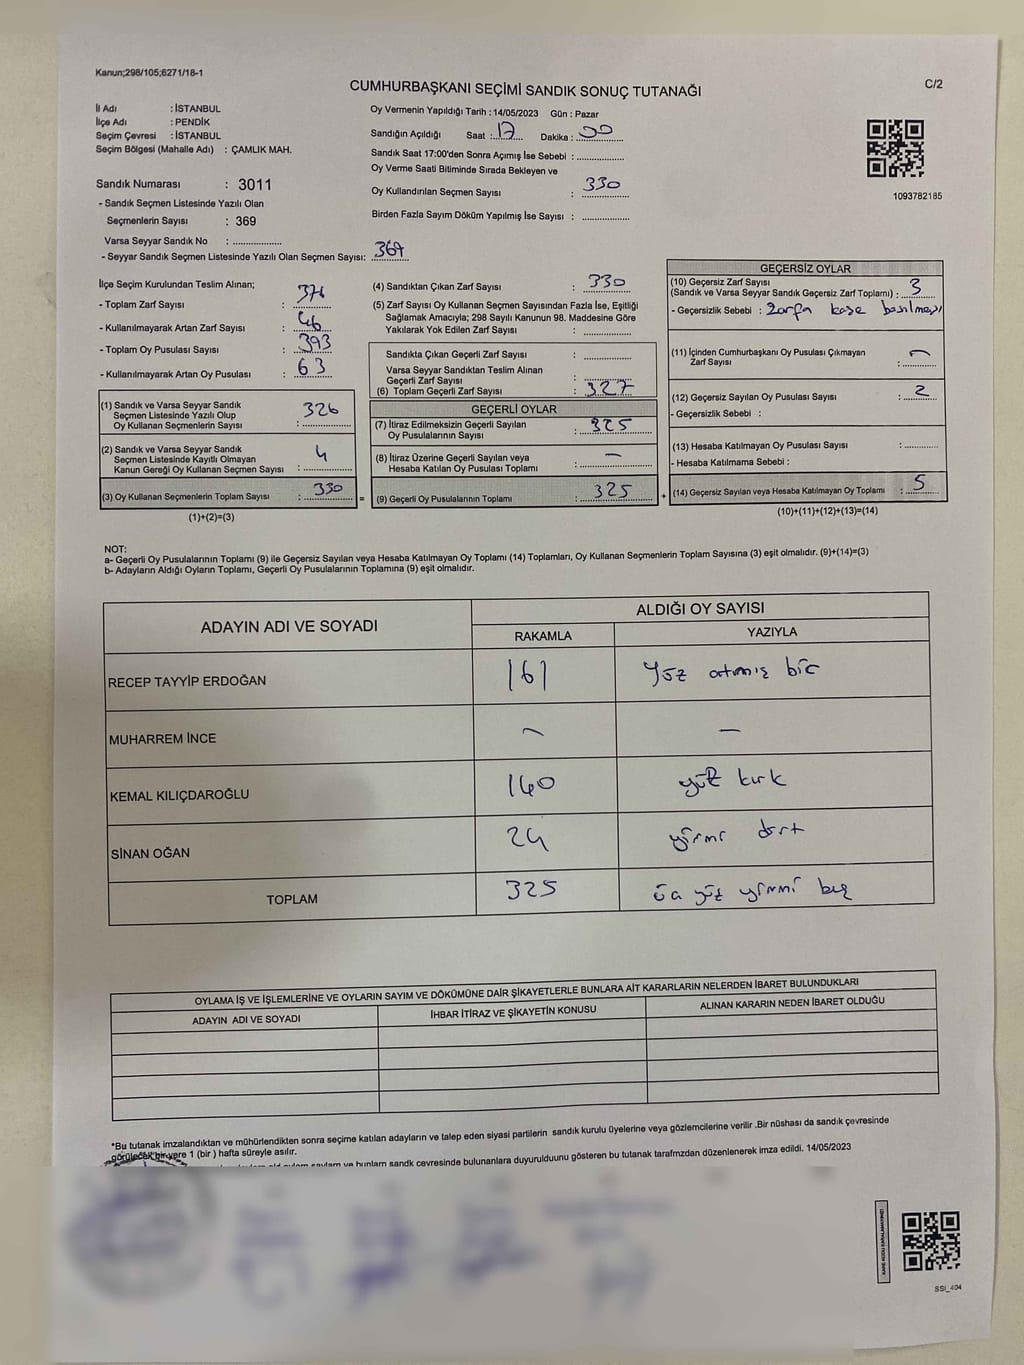 Kanun;298/105;6271/18-1
CUMHURBAŞKANI SEÇİMİ SANDIK SONUÇ TUTANAĞI
C/2
İl Adı : İSTANBUL
İlçe Adı : PENDİK
Seçim Çevresi : İSTANBUL
Seçim Bölgesi (Mahalle Adı) : ÇAMLIK MAH.
Sandık Numarası : 3011
- Sandık Seçmen Listesinde Yazılı Olan
Seçmenlerin Sayısı : 369
Varsa Seyyar Sandık No :
- Seyyar Sandık Seçmen Listesinde Yazılı Olan Seçmen Sayısı: 369
Oy Vermenin Yapıldığı Tarih : 14/05/2023 Gün : Pazar
Sandığın Açıldığı Saat : 17 Dakika : 00
Sandık Saat 17:00'den Sonra Açımış İse Sebebi :
Oy Verme Saati Bitiminde Sırada Bekleyen ve
Oy Kullandırılan Seçmen Sayısı : 330
Birden Fazla Sayım Döküm Yapılmış İse Sayısı :
1093782185
İlçe Seçim Kurulundan Teslim Alınan;
- Toplam Zarf Sayısı : 376
- Kullanılmayarak Artan Zarf Sayısı : 46
- Toplam Oy Pusulası Sayısı : 393
- Kullanılmayarak Artan Oy Pusulası : 63
(1) Sandık ve Varsa Seyyar Sandık
Seçmen Listesinde Yazılı Olup
Oy Kullanan Seçmenlerin Sayısı : 326
(2) Sandık ve Varsa Seyyar Sandık
Seçmen Listesinde Kayıtlı Olmayan
Kanun Gereği Oy Kullanan Seçmen Sayısı : 4
(3) Oy Kullanan Seçmenlerin Toplam Sayısı : 330
(1)+(2)=(3)
=
(4) Sandıktan Çıkan Zarf Sayısı : 330
(5) Zarf Sayısı Oy Kullanan Seçmen Sayısından Fazla İse, Eşitliği
Sağlamak Amacıyla; 298 Sayılı Kanunun 98. Maddesine Göre
Yakılarak Yok Edilen Zarf Sayısı :
Sandıkta Çıkan Geçerli Zarf Sayısı :
Varsa Seyyar Sandıktan Teslim Alınan
Geçerli Zarf Sayısı :
(6) Toplam Geçerli Zarf Sayısı : 327
GEÇERLİ OYLAR
(7) İtiraz Edilmeksizin Geçerli Sayılan
Oy Pusulalarının Sayısı : 325
(8) İtiraz Üzerine Geçerli Sayılan veya
Hesaba Katılan Oy Pusulası Toplamı : —
(9) Geçerli Oy Pusulalarının Toplamı : 325
+
GEÇERSİZ OYLAR
(10) Geçersiz Zarf Sayısı
(Sandık ve Varsa Seyyar Sandık Geçersiz Zarf Toplamı) : 3
- Geçersizlik Sebebi : Zarfa kaşe basılmayı
(11) İçinden Cumhurbaşkanı Oy Pusulası Çıkmayan
Zarf Sayısı : —
(12) Geçersiz Sayılan Oy Pusulası Sayısı : 2
- Geçersizlik Sebebi :
(13) Hesaba Katılmayan Oy Pusulası Sayısı :
- Hesaba Katılmama Sebebi :
(14) Geçersiz Sayılan veya Hesaba Katılmayan Oy Toplamı : 5
(10)+(11)+(12)+(13)=(14)
NOT:
a- Geçerli Oy Pusulalarının Toplamı (9) ile Geçersiz Sayılan veya Hesaba Katılmayan Oy Toplamı (14) Toplamları, Oy Kullanan Seçmenlerin Toplam Sayısına (3) eşit olmalıdır. (9)+(14)=(3)
b- Adayların Aldığı Oyların Toplamı, Geçerli Oy Pusulalarının Toplamına (9) eşit olmalıdır.
ADAYIN ADI VE SOYADI
ALDIĞI OY SAYISI
RAKAMLA YAZIYLA
RECEP TAYYİP ERDOĞAN 161 Yüz atmış bir
MUHARREM İNCE — —
KEMAL KILIÇDAROĞLU 140 yüz kırk
SİNAN OĞAN 24 yirmi dört
TOPLAM 325 üç yüz yirmi beş
OYLAMA İŞ VE İŞLEMLERİNE VE OYLARIN SAYIM VE DÖKÜMÜNE DAİR ŞİKAYETLERLE BUNLARA AİT KARARLARIN NELERDEN İBARET BULUNDUKLARI
ADAYIN ADI VE SOYADI İHBAR İTİRAZ VE ŞİKAYETİN KONUSU ALINAN KARARIN NEDEN İBARET OLDUĞU
*Bu tutanak imzalandıktan ve mühürlendikten sonra seçime katılan adayların ve talep eden siyasi partilerin sandık kurulu üyelerine veya gözlemcilerine verilir .Bir nüshası da sandık çevresinde
görülecek bir yere 1 (bir ) hafta süreyle asılır.
sayılan ve bunların sandık çevresinde bulunanlara duyurulduunu gösteren bu tutanak tarafmzdan düzenlenerek imza edildi. 14/05/2023
SSI_494